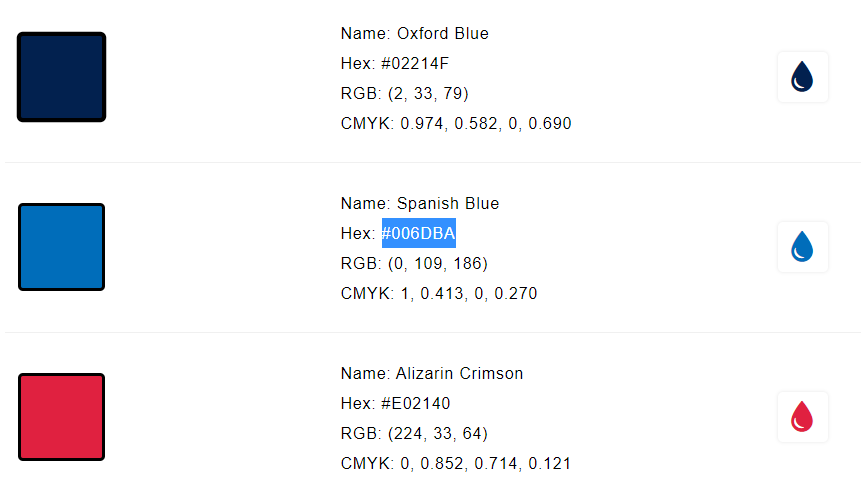 Name: Oxford Blue
Hex: #02214F
RGB: (2, 33, 79)
CMYK: 0.974, 0.582, 0, 0.690
Name: Spanish Blue
Hex: #006DBA
RGB: (0, 109, 186)
CMYK: 1, 0.413, 0, 0.270
Name: Alizarin Crimson
Hex: #E02140
RGB: (224, 33, 64)
CMYK: 0, 0.852, 0.714, 0.121